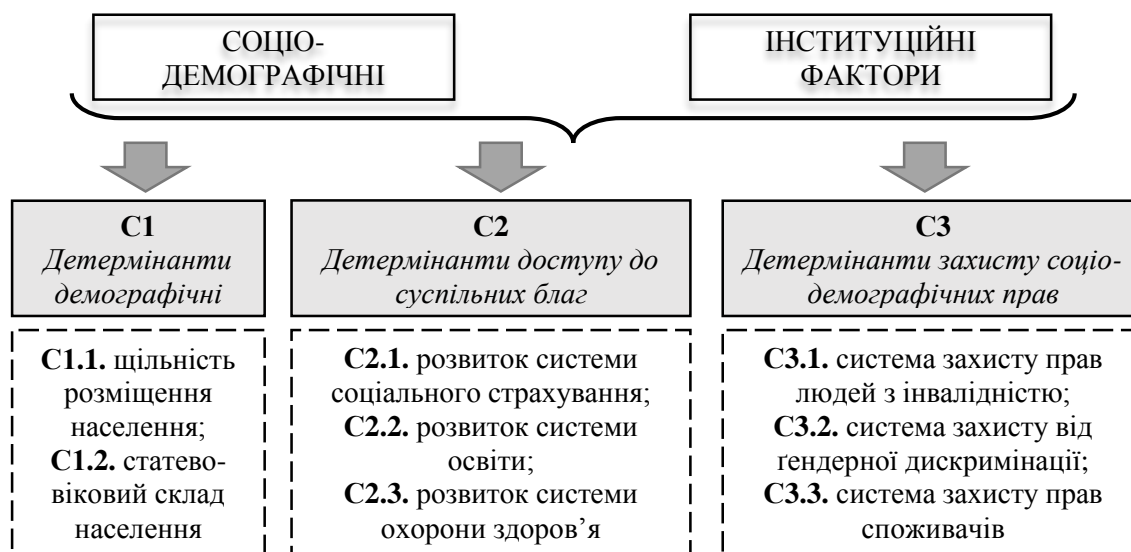 СОЦІО-
ДЕМОГРАФІЧНІ
ІНСТИТУЦІЙНІ
ФАКТОРИ
С1
Детермінанти
демографічні
С2
Детермінанти доступу до
суспільних благ
С3
Детермінанти захисту соціо-
демографічних прав
С1.1. щільність
розміщення
населення;
С1.2. статево-
віковий склад
населення
С2.1. розвиток системи
соціального страхування;
С2.2. розвиток системи
освіти;
С2.3. розвиток системи
охорони здоров’я
С3.1. система захисту прав
людей з інвалідністю;
С3.2. система захисту від
ґендерної дискримінації;
С3.3. система захисту прав
споживачів